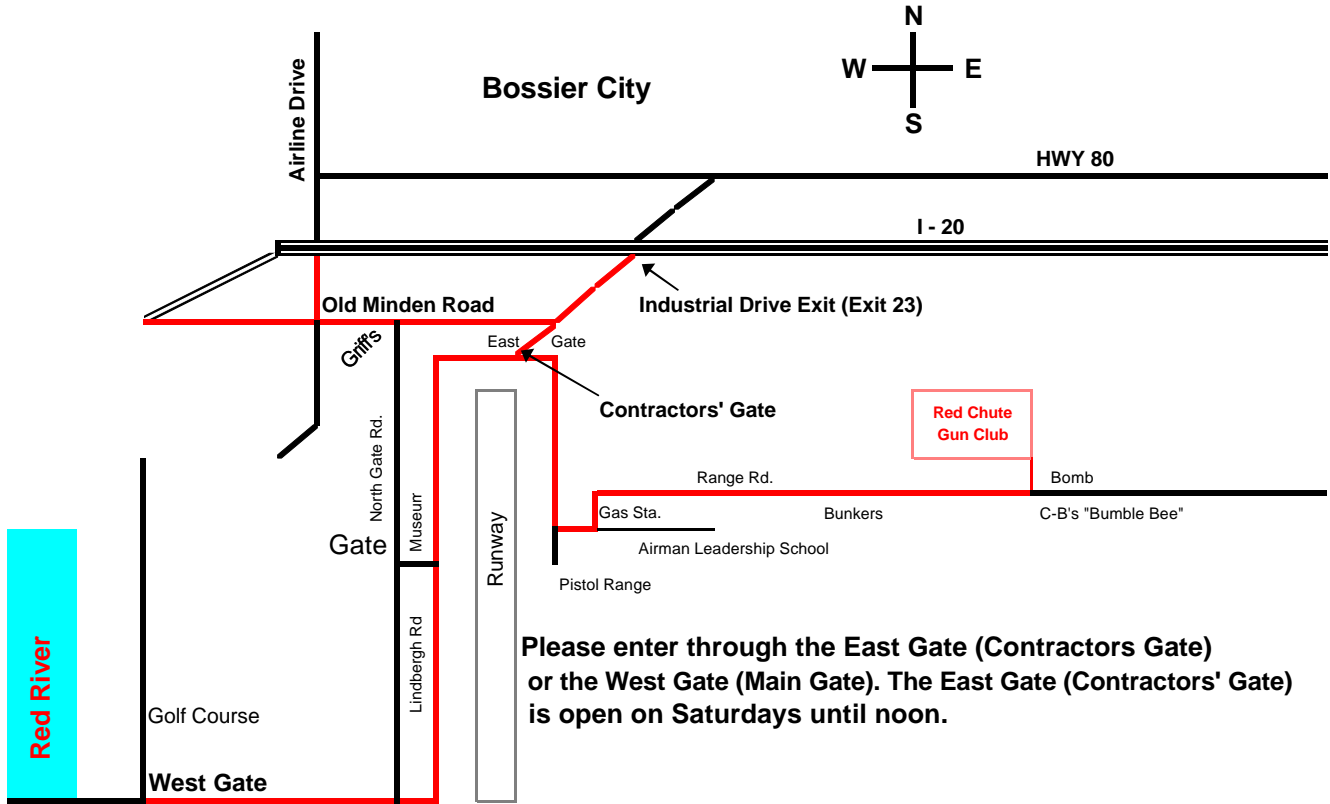 N
W E
S
Bossier City
Airline Drive
HWY 80
I - 20
Old Minden Road
Industrial Drive Exit (Exit 23)
Griff's
East Gate
Contractors' Gate
Red Chute
Gun Club
North Gate Rd.
Museum
Range Rd.
Bomb
Gas Sta.
Bunkers
C-B's "Bumble Bee"
Gate
Runway
Airman Leadership School
Pistol Range
Lindbergh Rd
Please enter through the East Gate (Contractors Gate)
or the West Gate (Main Gate). The East Gate (Contractors' Gate)
is open on Saturdays until noon.
Red River
Golf Course
West Gate